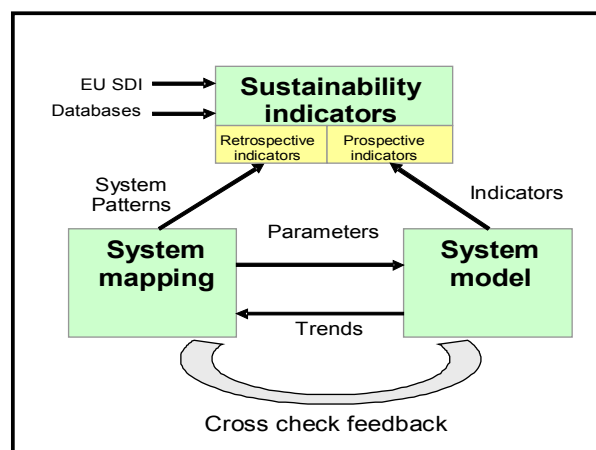 EU SDI
Databases
Sustainability
indicators
Retrospective
indicators
Prospective
indicators
System
Patterns
Indicators
System
mapping
Parameters
System
model
Trends
Cross check feedback